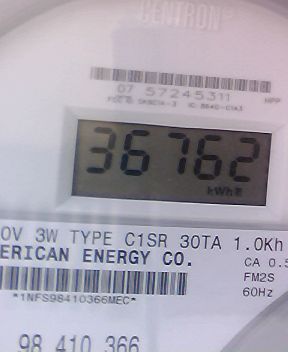 CENTRON
07 57245311
HPP
36762
kWh
0V 3W TYPE C1SR 30TA 1.0Kh
ERICAN ENERGY CO.
CA 0.5
FM2S
*1NFS98410366MEC*
60Hz
98 410 366